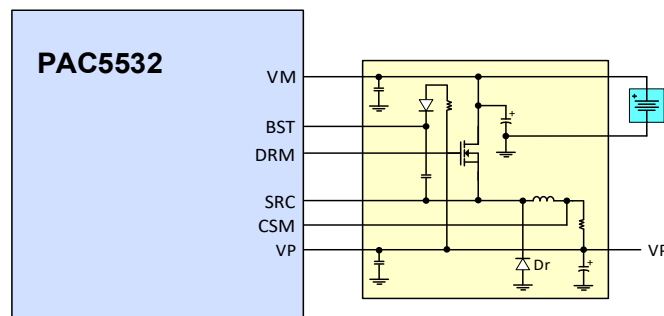 PAC5532
VM
BST
DRM
SRC
CSM
VP
VP
Dr
+
+
+